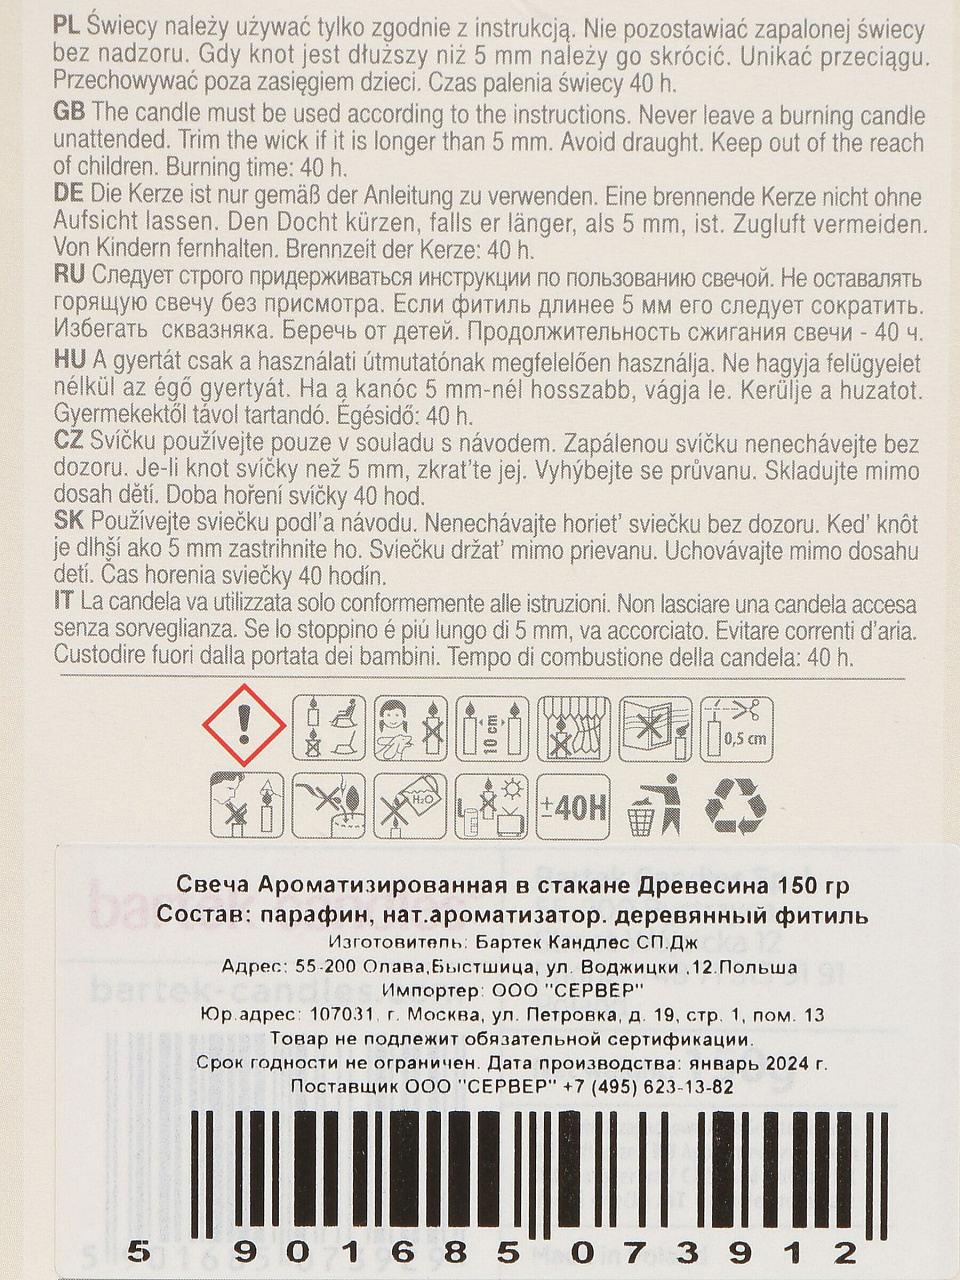 PL Świecy należy używać tylko zgodnie z instrukcją. Nie pozostawiać zapalonej świecy
bez nadzoru. Gdy knot jest dłuższy niż 5 mm należy go skrócić. Unikać przeciągu.
Przechowywać poza zasięgiem dzieci. Czas palenia świecy 40 h.
GB The candle must be used according to the instructions. Never leave a burning candle
unattended. Trim the wick if it is longer than 5 mm. Avoid draught. Keep out of the reach
of children. Burning time: 40 h.
DE Die Kerze ist nur gemäß der Anleitung zu verwenden. Eine brennende Kerze nicht ohne
Aufsicht lassen. Den Docht kürzen, falls er länger, als 5 mm, ist. Zugluft vermeiden.
Von Kindern fernhalten. Brennzeit der Kerze: 40 h.
RU Следует строго придерживаться инструкции по пользованию свечой. Не оставалять
горящую свечу без присмотра. Если фитиль длинее 5 мм его следует сократить.
Избегать сквазняка. Беречь от детей. Продолжительность сжигания свечи - 40 ч.
HU A gyertát csak a használati útmutatónak megfelelően használja. Ne hagyja felügyelet
nélkül az égő gyertyát. Ha a kanóc 5 mm-nél hosszabb, vágja le. Kerülje a huzatot.
Gyermekektől távol tartandó. Égésidő: 40 h.
CZ Svíčku používejte pouze v souladu s návodem. Zapálenou svíčku nenechávejte bez
dozoru. Je-li knot svíčky než 5 mm, zkrat'te jej. Vyhýbejte se průvanu. Skladujte mimo
dosah dětí. Doba hoření svíčky 40 hod.
SK Používejte sviečku podl'a návodu. Nenechávajte horiet' sviečku bez dozoru. Ked' knôt
je dlhší ako 5 mm zastrihnite ho. Sviečku držat' mimo prievanu. Uchovávajte mimo dosahu
detí. Čas horenia sviečky 40 hodín.
IT La candela va utilizzata solo conformemente alle istruzioni. Non lasciare una candela accesa
senza sorveglianza. Se lo stoppino é piú lungo di 5 mm, va accorciato. Evitare correnti d'aria.
Custodire fuori dalla portata dei bambini. Tempo di combustione della candela: 40 h.
10 cm
0,5 cm
H₂O
±40H
Свеча Ароматизированная в стакане Древесина 150 гр
Состав: парафин, нат.ароматизатор. деревянный фитиль
Изготовитель: Бартек Кандлес СП.Дж
Адрес: 55-200 Олава,Быстшица, ул. Воджицки ,12.Польша
Импортер: ООО "СЕРВЕР"
Юр.адрес: 107031, г. Москва, ул. Петровка, д. 19, стр. 1, пом. 13
Товар не подлежит обязательной сертификации.
Срок годности не ограничен. Дата производства: январь 2024 г.
Поставщик ООО "СЕРВЕР" +7 (495) 623-13-82
5 901685 073912